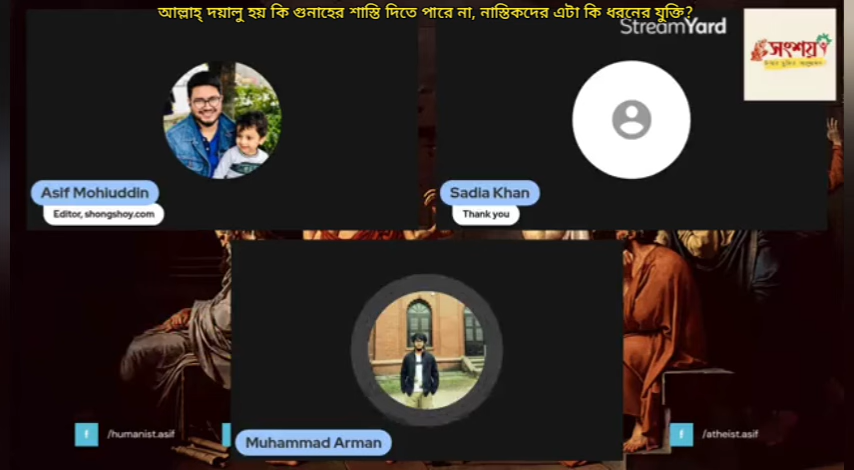 আল্লাহ্ দয়ালু হয় কি গুনাহের শাস্তি দিতে পারে না, নাস্তিকদের এটা কি ধরনের যুক্তি?
StreamYard
সংশয়
Asif Mohiuddin
Editor, shongshoy.com
Sadia Khan
Thank you
f /humanist.asif
Muhammad Arman
f /atheist.asif